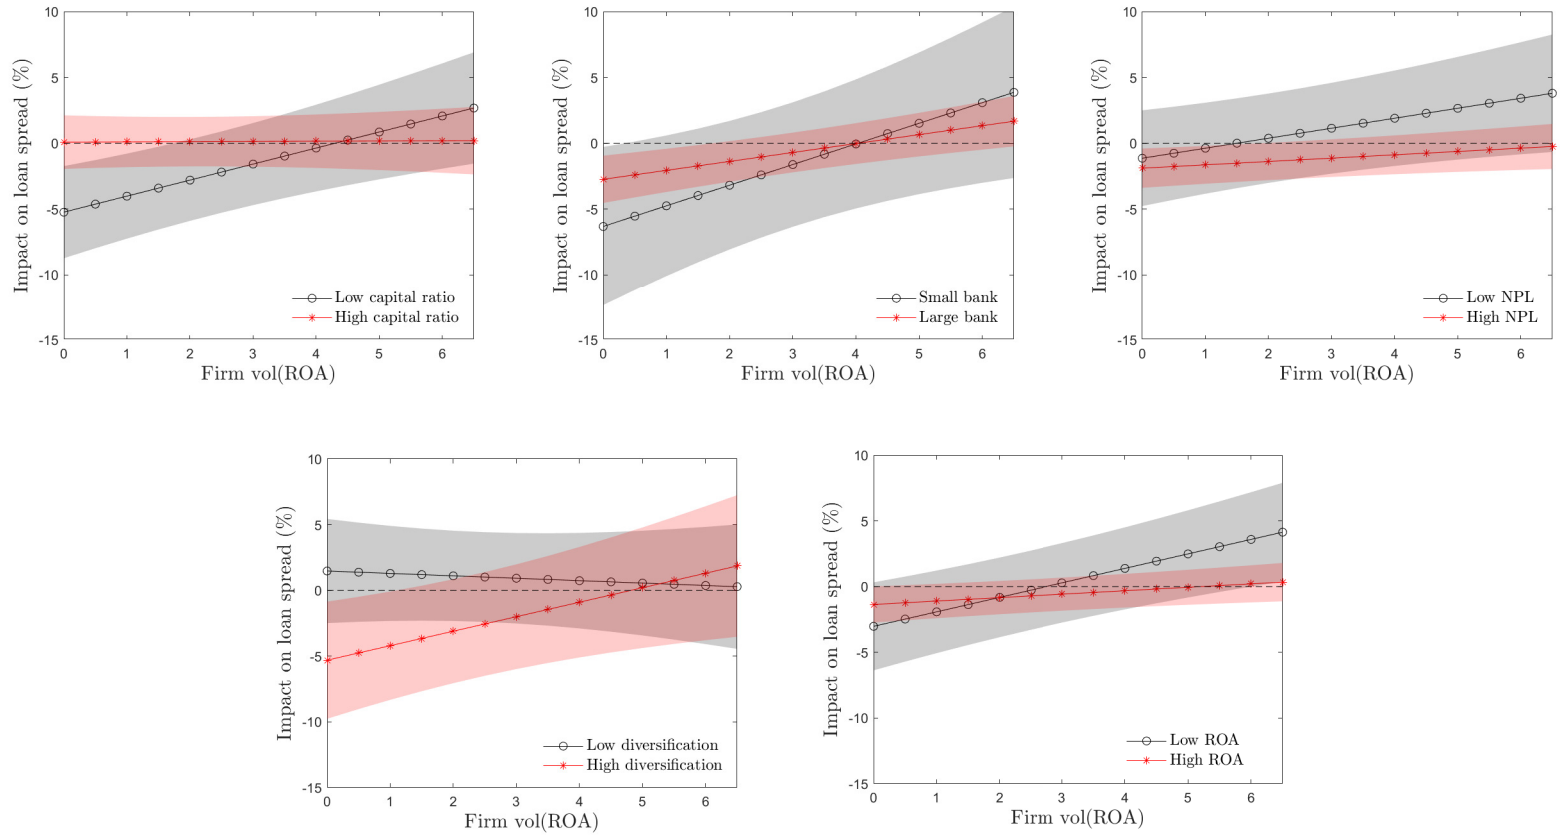 10
5
0
-5
-10
-15
Impact on loan spread (%)
Low capital ratio
High capital ratio
0 1 2 3 4 5 6
Firm vol(ROA)
10
5
0
-5
-10
-15
Impact on loan spread (%)
Small bank
Large bank
0 1 2 3 4 5 6
Firm vol(ROA)
10
5
0
-5
-10
-15
Impact on loan spread (%)
Low NPL
High NPL
0 1 2 3 4 5 6
Firm vol(ROA)
10
5
0
-5
-10
-15
Impact on loan spread (%)
Low diversification
High diversification
0 1 2 3 4 5 6
Firm vol(ROA)
10
5
0
-5
-10
-15
Impact on loan spread (%)
Low ROA
High ROA
0 1 2 3 4 5 6
Firm vol(ROA)